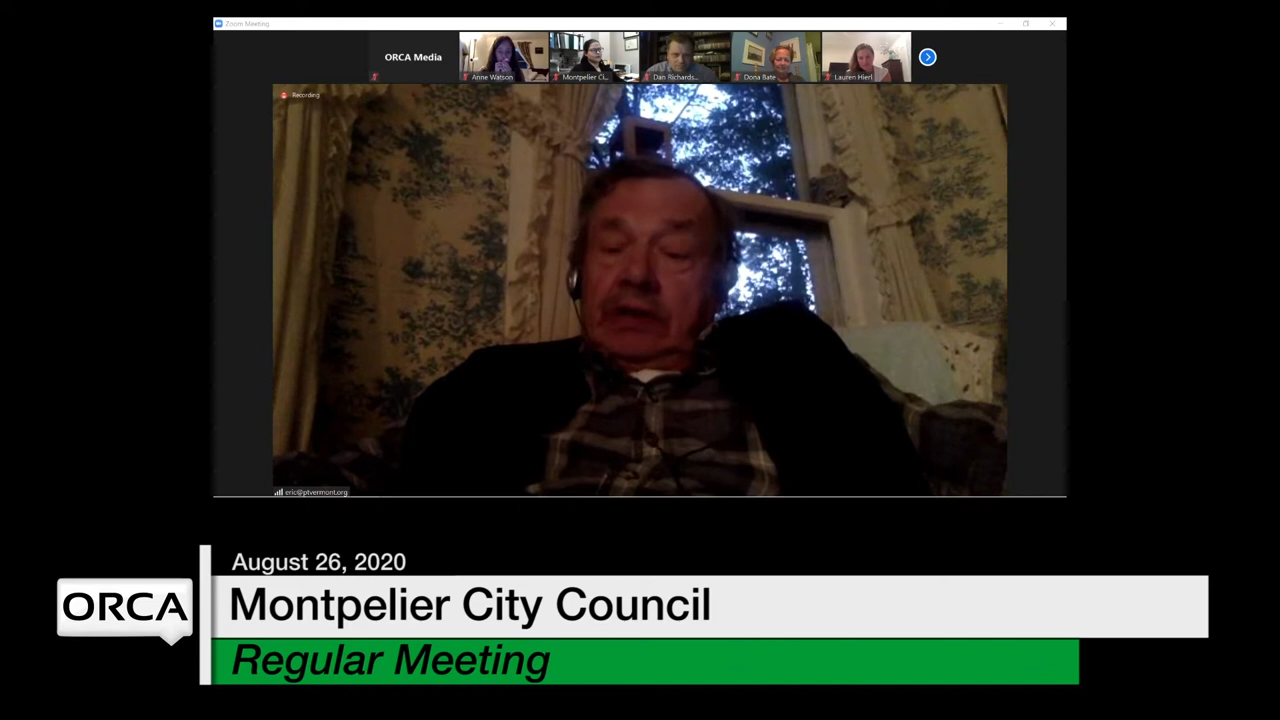 Zoom Meeting
ORCA Media
Anne Watson
Montpelier Ci...
Dan Richards...
Dona Bate
Lauren Hierl
Recording
eric@ptvermont.org
August 26, 2020
ORCA
Montpelier City Council
Regular Meeting